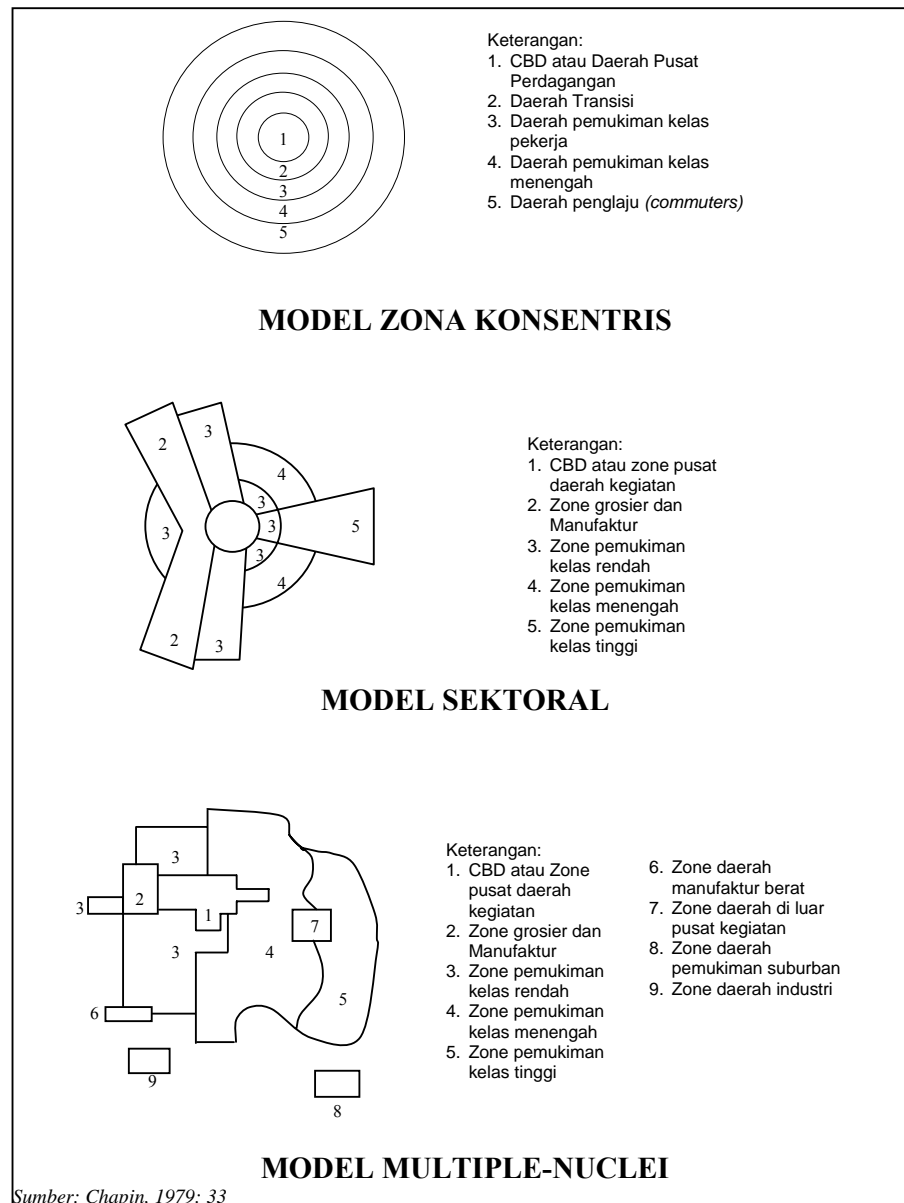 Keterangan:
1. CBD atau Daerah Pusat
Perdagangan
2. Daerah Transisi
3. Daerah pemukiman kelas
pekerja
4. Daerah pemukiman kelas
menengah
5. Daerah penglaju (commuters)
1
2
3
4
5
MODEL ZONA KONSENTRIS
2
3
4
3
3
3
5
3
4
2
3
Keterangan:
1. CBD atau zone pusat
daerah kegiatan
2. Zone grosier dan
Manufaktur
3. Zone pemukiman
kelas rendah
4. Zone pemukiman
kelas menengah
5. Zone pemukiman
kelas tinggi
MODEL SEKTORAL
3
2
3
1
7
3
4
5
6
9
8
Keterangan:
1. CBD atau Zone
pusat daerah
kegiatan
2. Zone grosier dan
Manufaktur
3. Zone pemukiman
kelas rendah
4. Zone pemukiman
kelas menengah
5. Zone pemukiman
kelas tinggi
6. Zone daerah
manufaktur berat
7. Zone daerah di luar
pusat kegiatan
8. Zone daerah
pemukiman suburban
9. Zone daerah industri
MODEL MULTIPLE-NUCLEI
Sumber: Chapin, 1979: 33